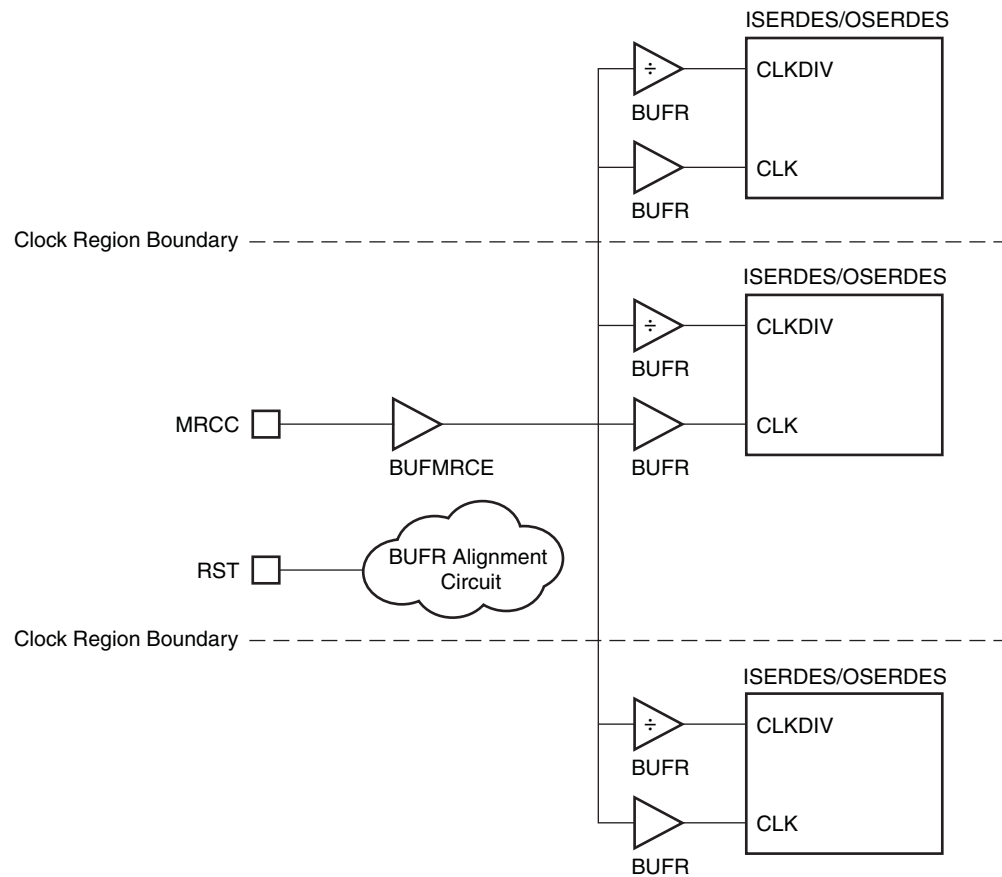 ISERDES/OSERDES
÷
CLKDIV
BUFR
CLK
BUFR
Clock Region Boundary
ISERDES/OSERDES
÷
CLKDIV
BUFR
MRCC
CLK
BUFMRCE
BUFR
BUFR Alignment
Circuit
RST
Clock Region Boundary
ISERDES/OSERDES
÷
CLKDIV
BUFR
CLK
BUFR